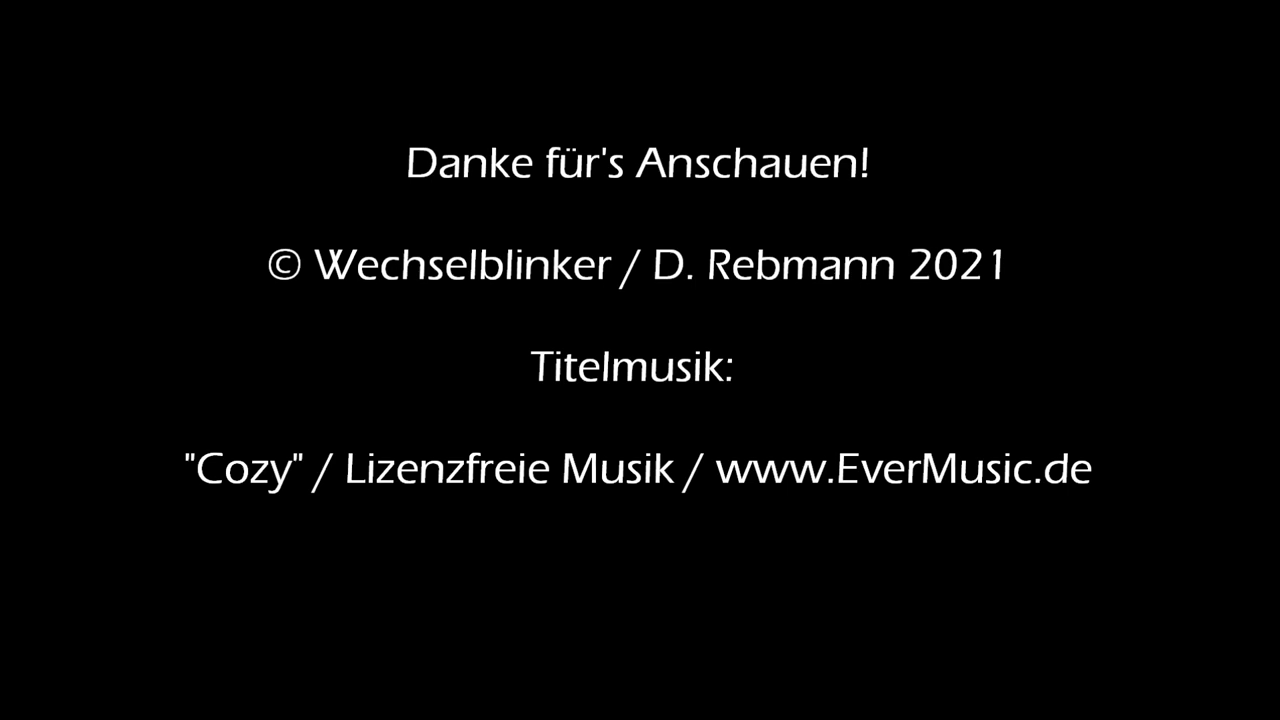 Danke für's Anschauen!
© Wechselblinker / D. Rebmann 2021
Titelmusik:
"Cozy" / Lizenzfreie Musik / www.EverMusic.de